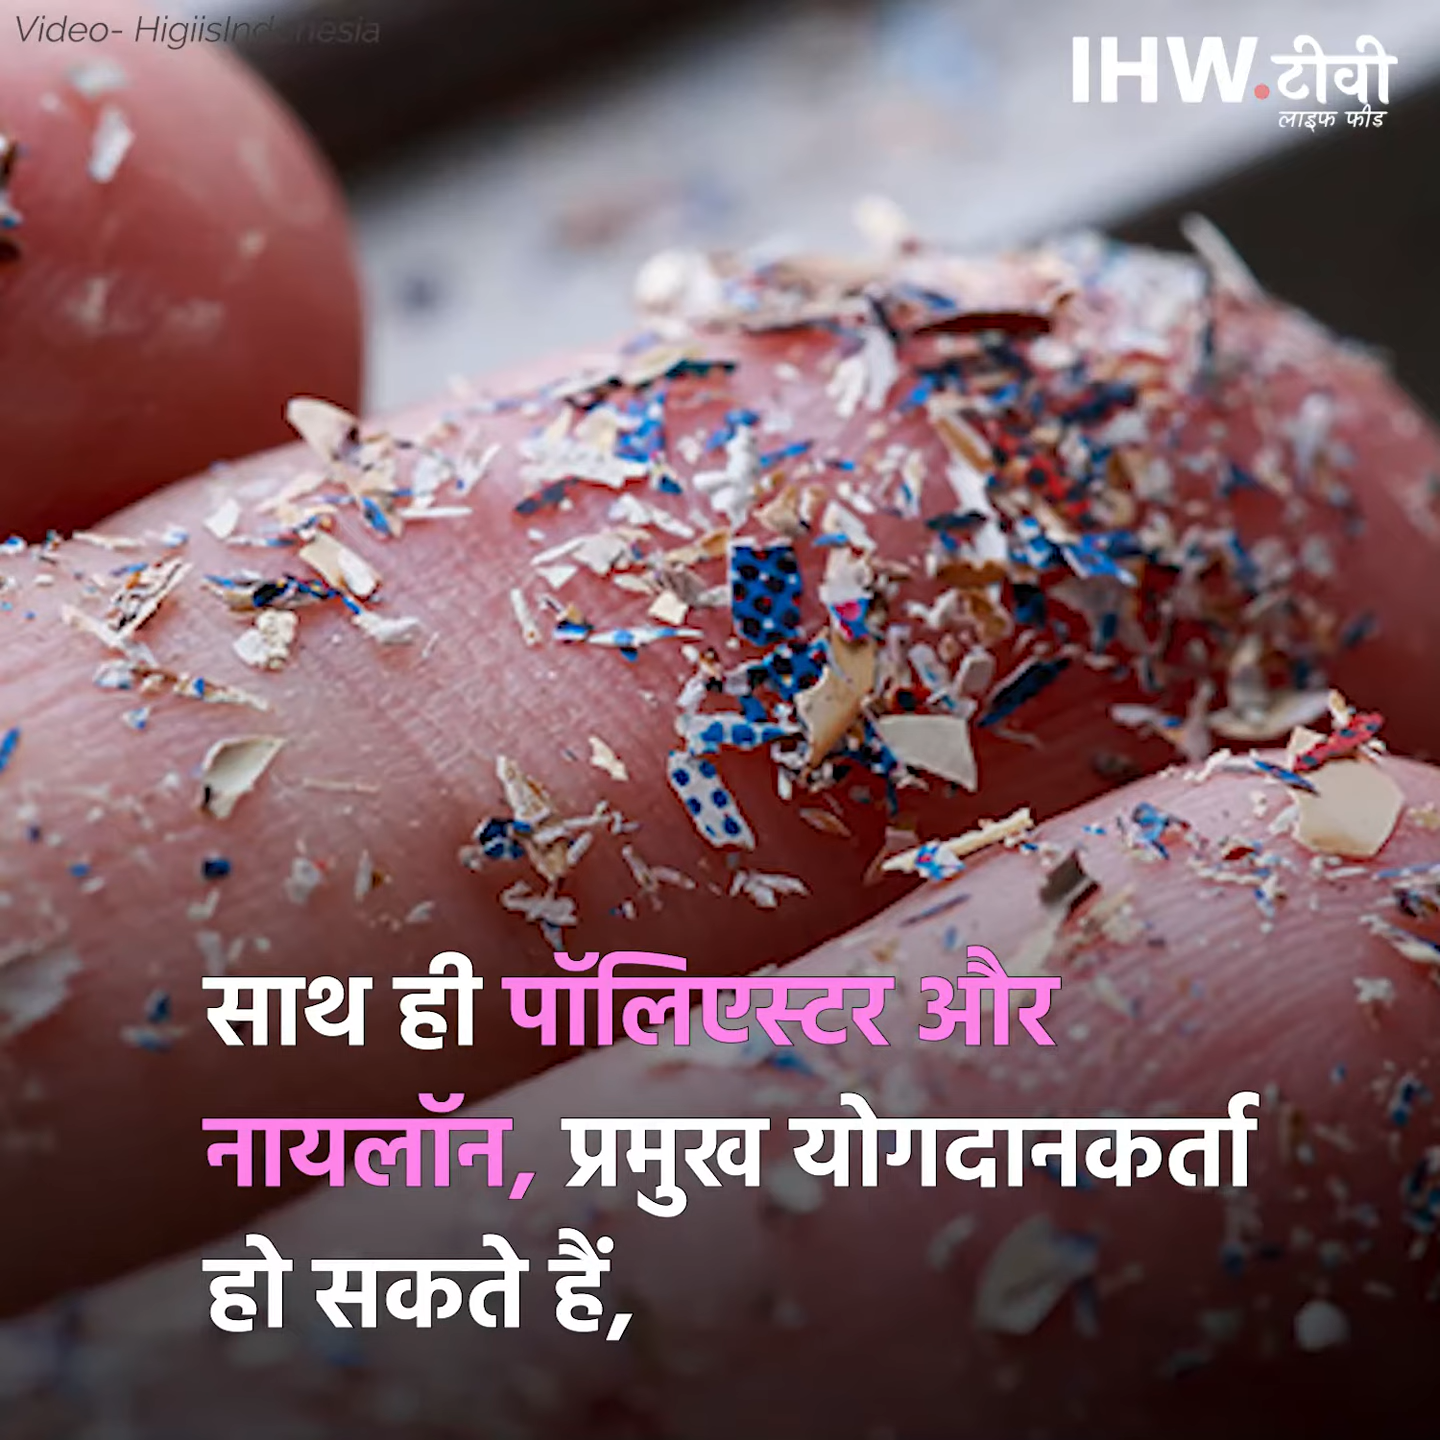 Video- HigiisIndonesia
IHW.टीवी
लाइफ फीड
साथ ही पॉलिएस्टर और
नायलॉन, प्रमुख योगदानकर्ता
हो सकते हैं,